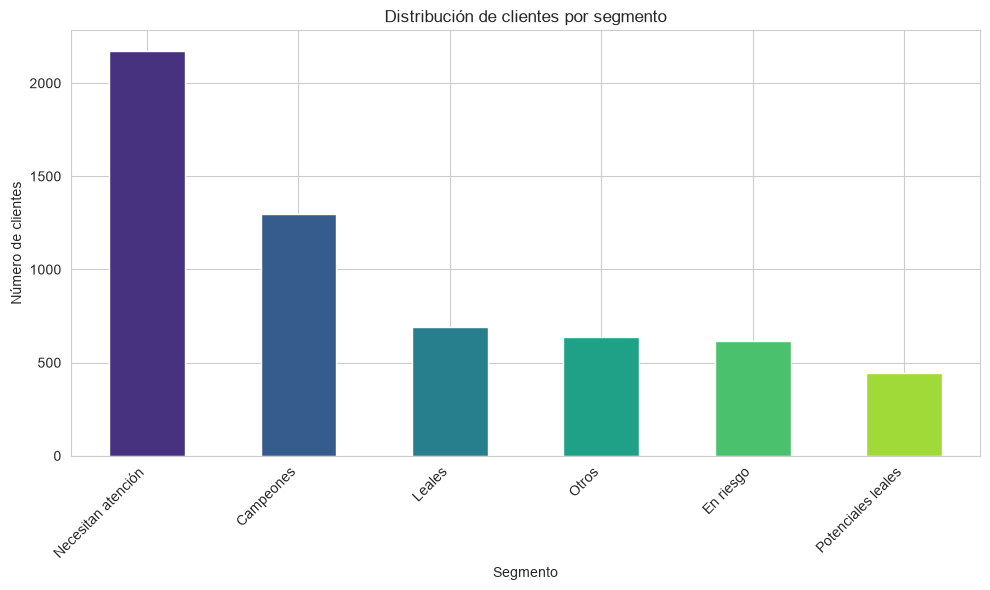 Distribución de clientes por segmento
Número de clientes
2000
1500
1000
500
0
Necesitan atención
Campeones
Leales
Otros
En riesgo
Potenciales leales
Segmento